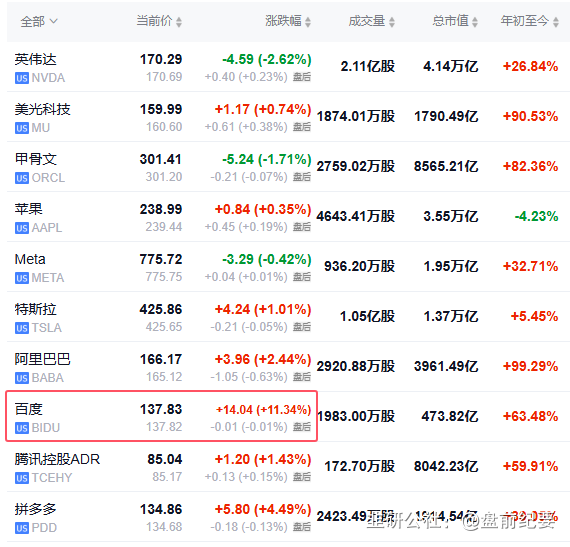 全部 当前价 涨跌幅 成交量 总市值 年初至今
英伟达 170.29 -4.59 (-2.62%) 2.11亿股 4.14万亿 +26.84%
US NVDA 170.69 +0.40 (+0.23%) 盘后
美光科技 159.99 +1.17 (+0.74%) 1874.01万股 1790.49亿 +90.53%
US MU 160.60 +0.61 (+0.38%) 盘后
甲骨文 301.41 -5.24 (-1.71%) 2759.02万股 8565.21亿 +82.36%
US ORCL 301.20 -0.21 (-0.07%) 盘后
苹果 238.99 +0.84 (+0.35%) 4643.41万股 3.55万亿 -4.23%
US AAPL 239.44 +0.45 (+0.19%) 盘后
Meta 775.72 -3.29 (-0.42%) 936.20万股 1.95万亿 +32.71%
US META 775.75 +0.04 (+0.01%) 盘后
特斯拉 425.86 +4.24 (+1.01%) 1.05亿股 1.37万亿 +5.45%
US TSLA 425.65 -0.21 (-0.05%) 盘后
阿里巴巴 166.17 +3.96 (+2.44%) 2920.88万股 3961.49亿 +99.29%
US BABA 165.12 -1.05 (-0.63%) 盘后
百度 137.83 +14.04 (+11.34%) 1983.00万股 473.82亿 +63.48%
US BIDU 137.82 -0.01 (-0.01%) 盘后
腾讯控股ADR 85.04 +1.20 (+1.43%) 172.70万股 8042.23亿 +59.91%
US TCEHY 85.17 +0.13 (+0.15%) 盘后
拼多多 134.86 +5.80 (+4.49%) 2423.49万股
US PDD 134.68 -0.18 (-0.13%) 盘后
韭研公社：@盘前纪要